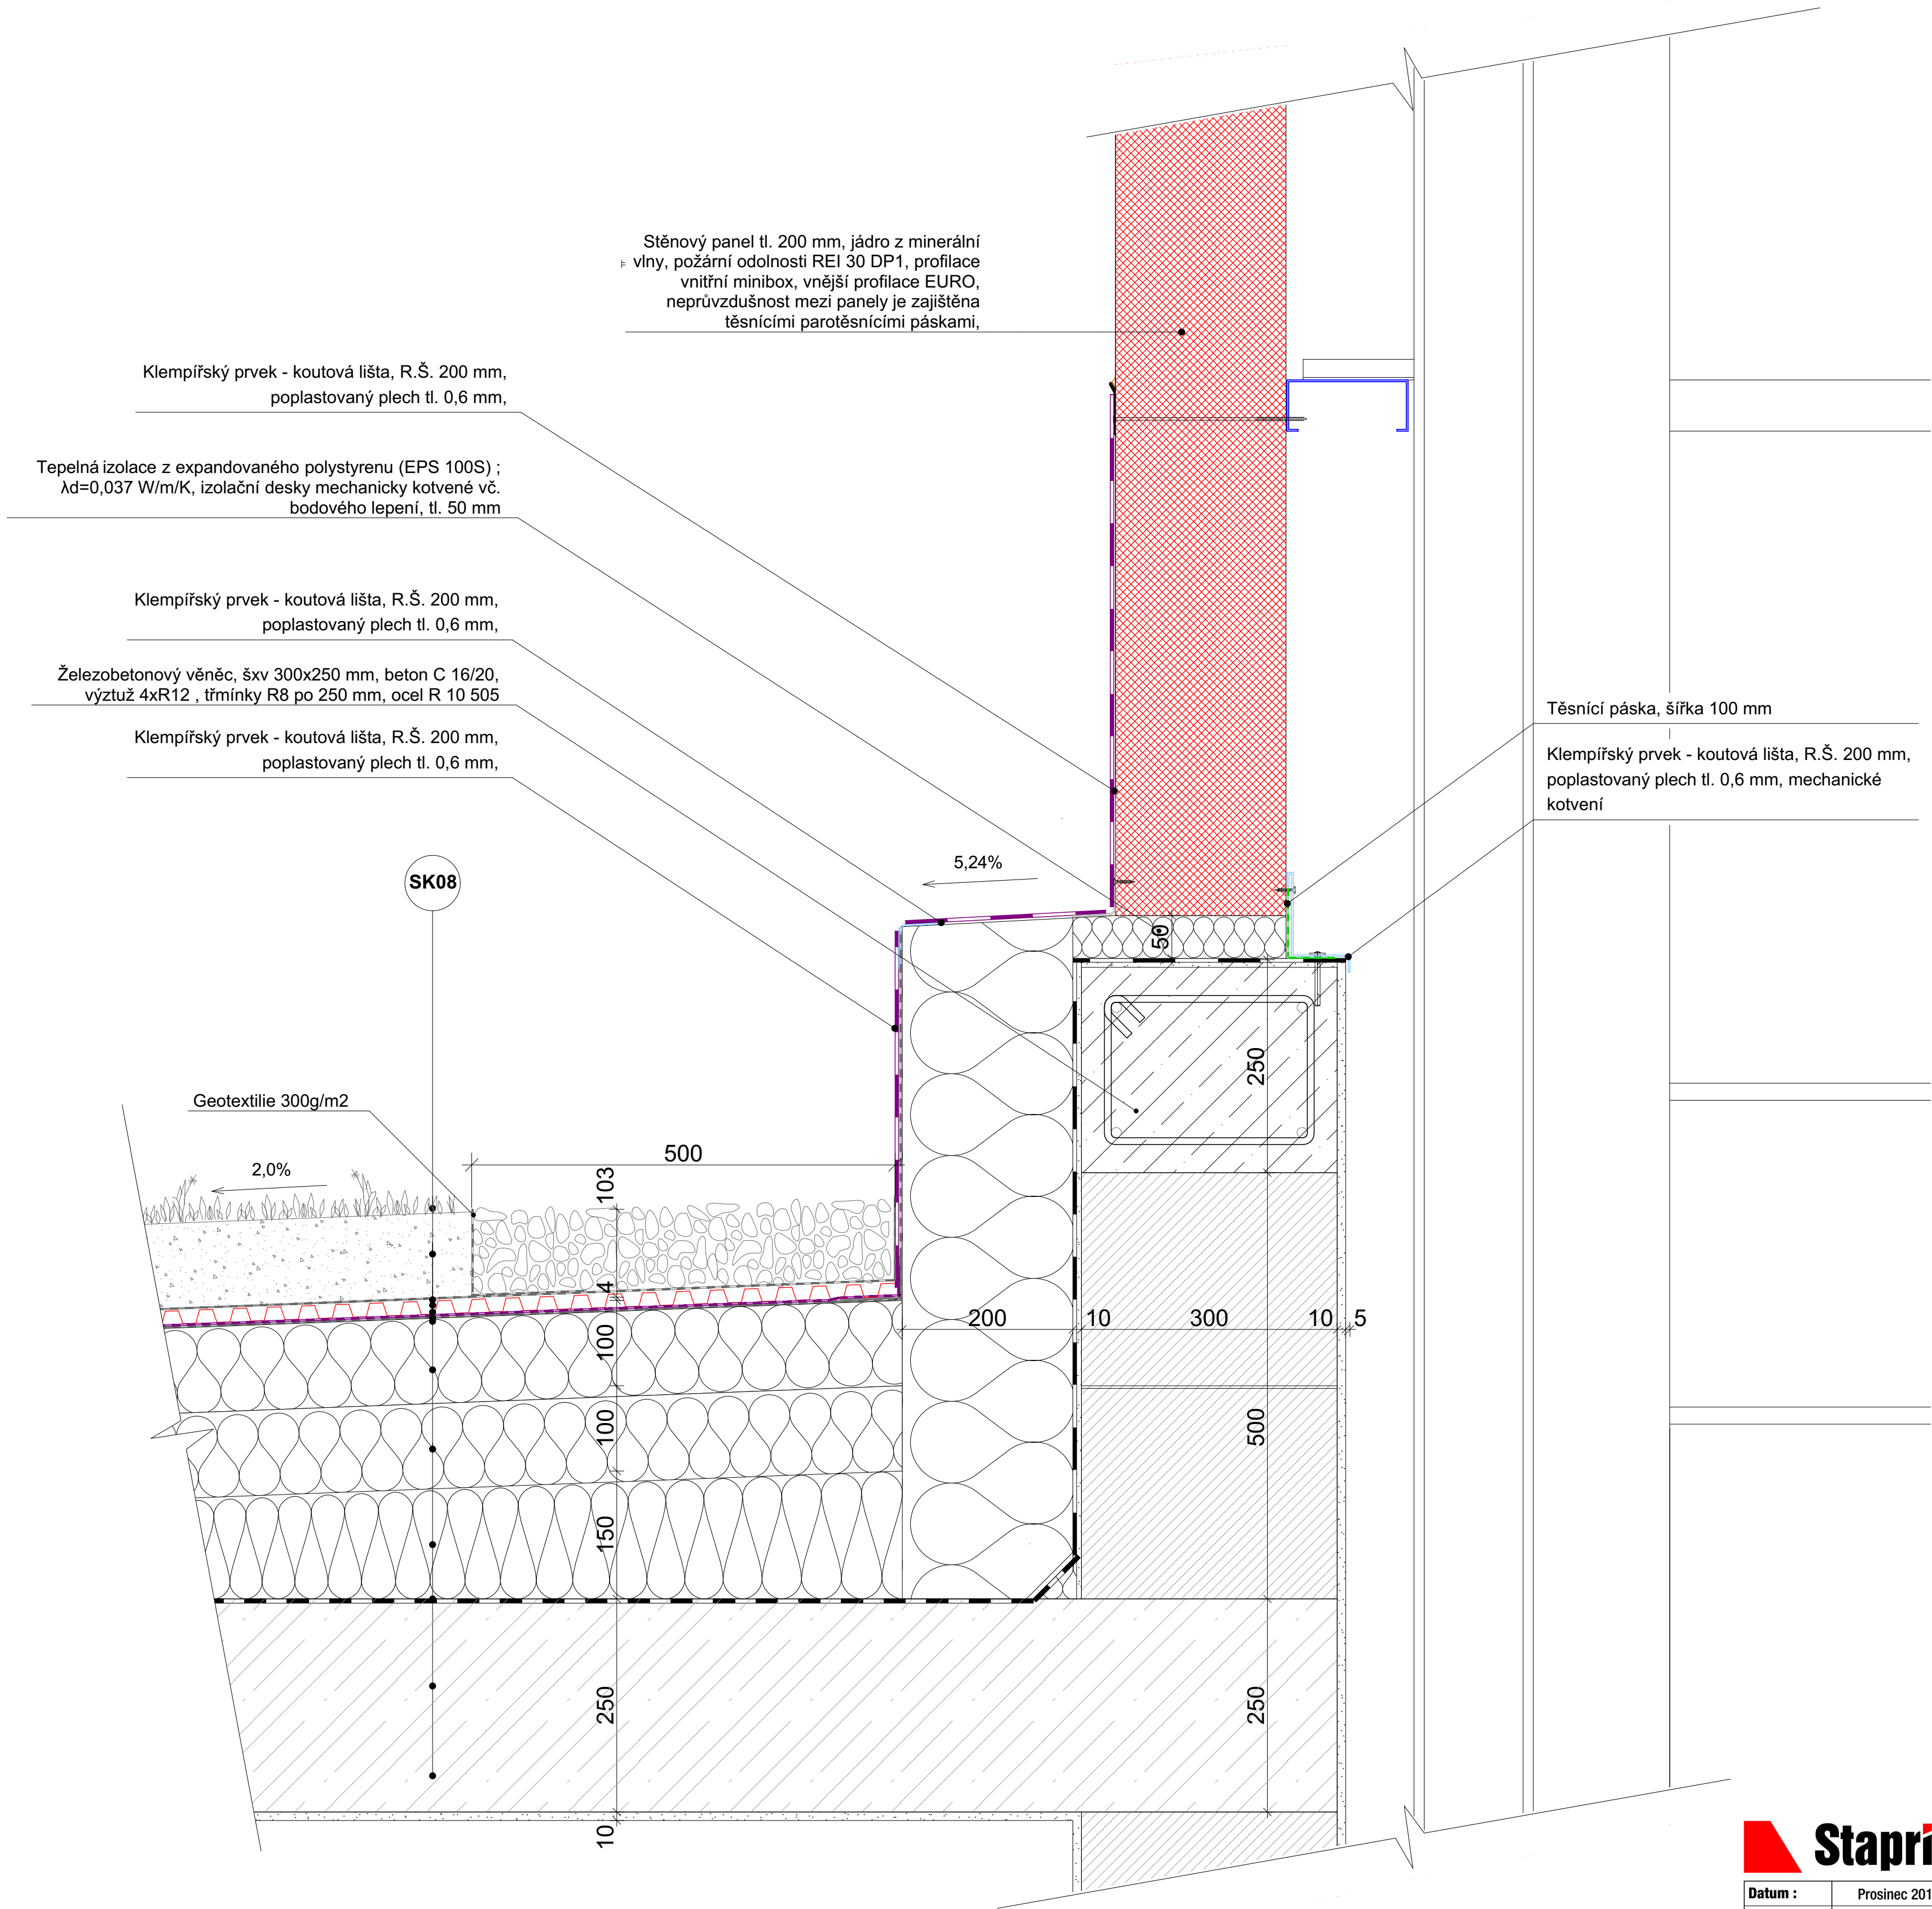 Stěnový panel tl. 200 mm, jádro z minerální
vlny, požární odolnosti REI 30 DP1, profilace
vnitřní minibox, vnější profilace EURO,
neprůvzdušnost mezi panely je zajištěna
těsnícími parotěsnícími páskami,
Klempířský prvek - koutová lišta, R.Š. 200 mm,
poplastovaný plech tl. 0,6 mm,
Tepelná izolace z expandovaného polystyrenu (EPS 100S) ;
λd=0,037 W/m/K, izolační desky mechanicky kotvené vč.
bodového lepení, tl. 50 mm
Klempířský prvek - koutová lišta, R.Š. 200 mm,
poplastovaný plech tl. 0,6 mm,
Železobetonový věněc, šxv 300x250 mm, beton C 16/20,
výztuž 4xR12 , třmínky R8 po 250 mm, ocel R 10 505
Klempířský prvek - koutová lišta, R.Š. 200 mm,
poplastovaný plech tl. 0,6 mm,
Těsnící páska, šířka 100 mm
Klempířský prvek - koutová lišta, R.Š. 200 mm,
poplastovaný plech tl. 0,6 mm, mechanické
kotvení
SK08
5,24%
50
250
Geotextilie 300g/m2
2,0%
500
103
4
200
10
300
10
5
100
100
500
150
250
250
10
Stapri
Datum :
Prosinec 201